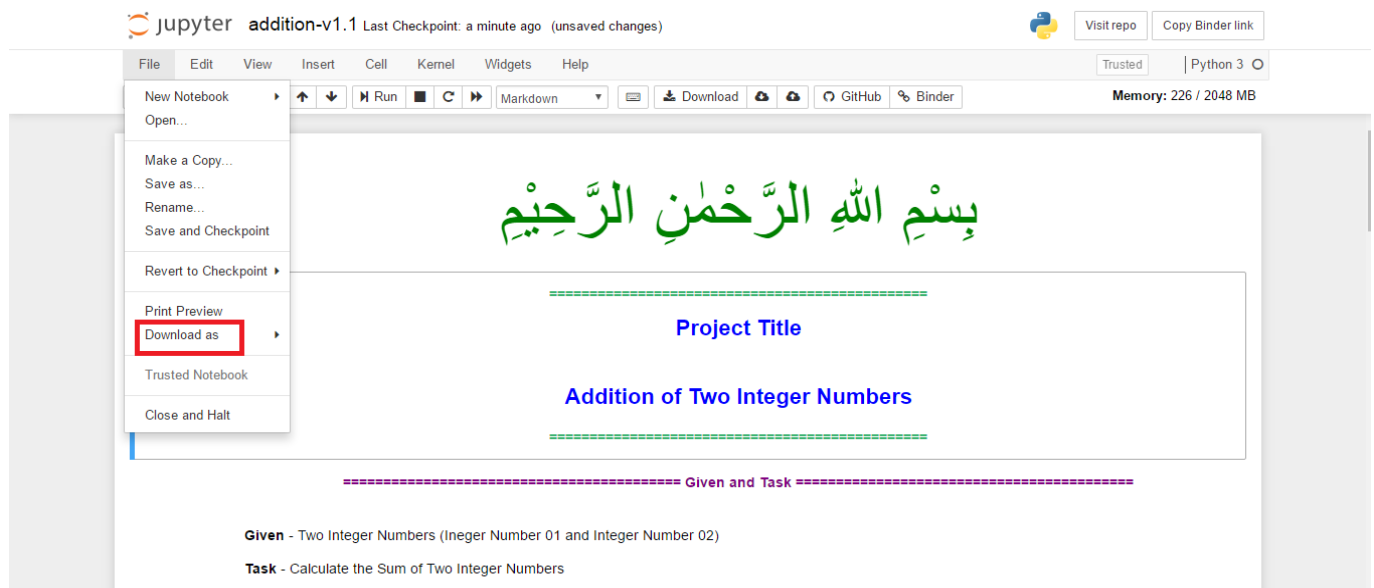 jupyter addition-v1.1 Last Checkpoint: a minute ago (unsaved changes) Visit repo Copy Binder link
File Edit View Insert Cell Kernel Widgets Help Trusted Python 3
Run Markdown Download GitHub Binder Memory: 226 / 2048 MB
New Notebook
Open...
Make a Copy...
Save as...
Rename...
Save and Checkpoint
Revert to Checkpoint
Print Preview
Download as
Trusted Notebook
Close and Halt
بِسْمِ اللّٰهِ الرَّحْمٰنِ الرَّحِيْمِ
===============================================
Project Title
Addition of Two Integer Numbers
===============================================
========================================== Given and Task ==========================================
Given - Two Integer Numbers (Ineger Number 01 and Integer Number 02)
Task - Calculate the Sum of Two Integer Numbers